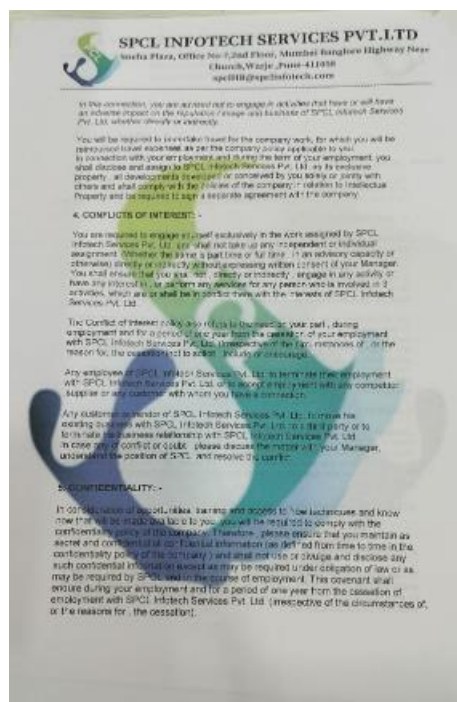 SPCL INFOTECH SERVICES PVT.LTD
Sneha Plaza, Office No-7,2nd Floor, Mumbai Banglore Highway Near
Church,Warje ,Pune-411058
spclHR@spclinfotech.com
In this connection, you are advised not to engage in activities that have or will have
an adverse impact on the reputation / image and business of SPCL Infotech Services
Pvt. Ltd. whether directly or indirectly.
You will be required to undertake travel for the company work, for which you will be
reimbursed travel expenses as per the company policy applicable to you.
In connection with your employment and during the term of your employment, you
shall disclose and assign to SPCL Infotech Services Pvt. Ltd. as its exclusive
property , all developments developed or conceived by you solely or jointly with
others and shall comply with the policies of the company in relation to Intellectual
Property and be required to sign a separate agreement with the company.
4. CONFLICTS OF INTEREST: -
You are required to engage yourself exclusively in the work assigned by SPCL
Infotech Services Pvt. Ltd. and shall not take up any independent or individual
assignment (Whether the same is part time or full time , in an advisory capacity or
otherwise) directly or indirectly without expressing written consent of your Manager.
You shall ensure that you shall not , directly or indirectly , engage in any activity or
have any interest in , or perform any services for any person who is involved in
activities, which are or shall be in conflict with the interests of SPCL Infotech
Services Pvt. Ltd.
The Conflict of interest policy also refers to the need on your part , during
employment and for a period of one year from the cessation of your employment
with SPCL Infotech Services Pvt. Ltd. (irrespective of the circumstances of , or the
reason for, the cessation) not to include or encourage
Any employee of SPCL Infotech Services Pvt. Ltd. to terminate their employment
with SPCL Infotech Services Pvt. Ltd. or to accept employment with any competitor
supplier or any customer with whom you have a connection.
Any customer or vendor of SPCL Infotech Services Pvt. Ltd. to move his
existing business with SPCL Infotech Services Pvt. Ltd. to a third party or to
terminate his business relationship with SPCL Infotech Services Pvt. Ltd.
In case any of conflict or doubt , please discuss the matter with your Manager,
understand the position of SPCL and resolve the conflict.
5. CONFIDENTIALITY: -
In consideration of opportunities, training and access to new techniques and know
how that will be made available to you, you will be required to comply with the
confidentiality policy of the company. Therefore , please ensure that you maintain as
secret and confidential all confidential information (as defined from time to time in the
confidentiality policy of the company ) and shall not use or divulge and disclose any
such confidential information except as may be required under obligation of law or as
may be required by SPCL and in the course of employment. This covenant shall
endure during your employment and for a period of one year from the cessation of
employment with SPCL Infotech Services Pvt. Ltd. (irrespective of the circumstances of,
or the reasons for , the cessation).